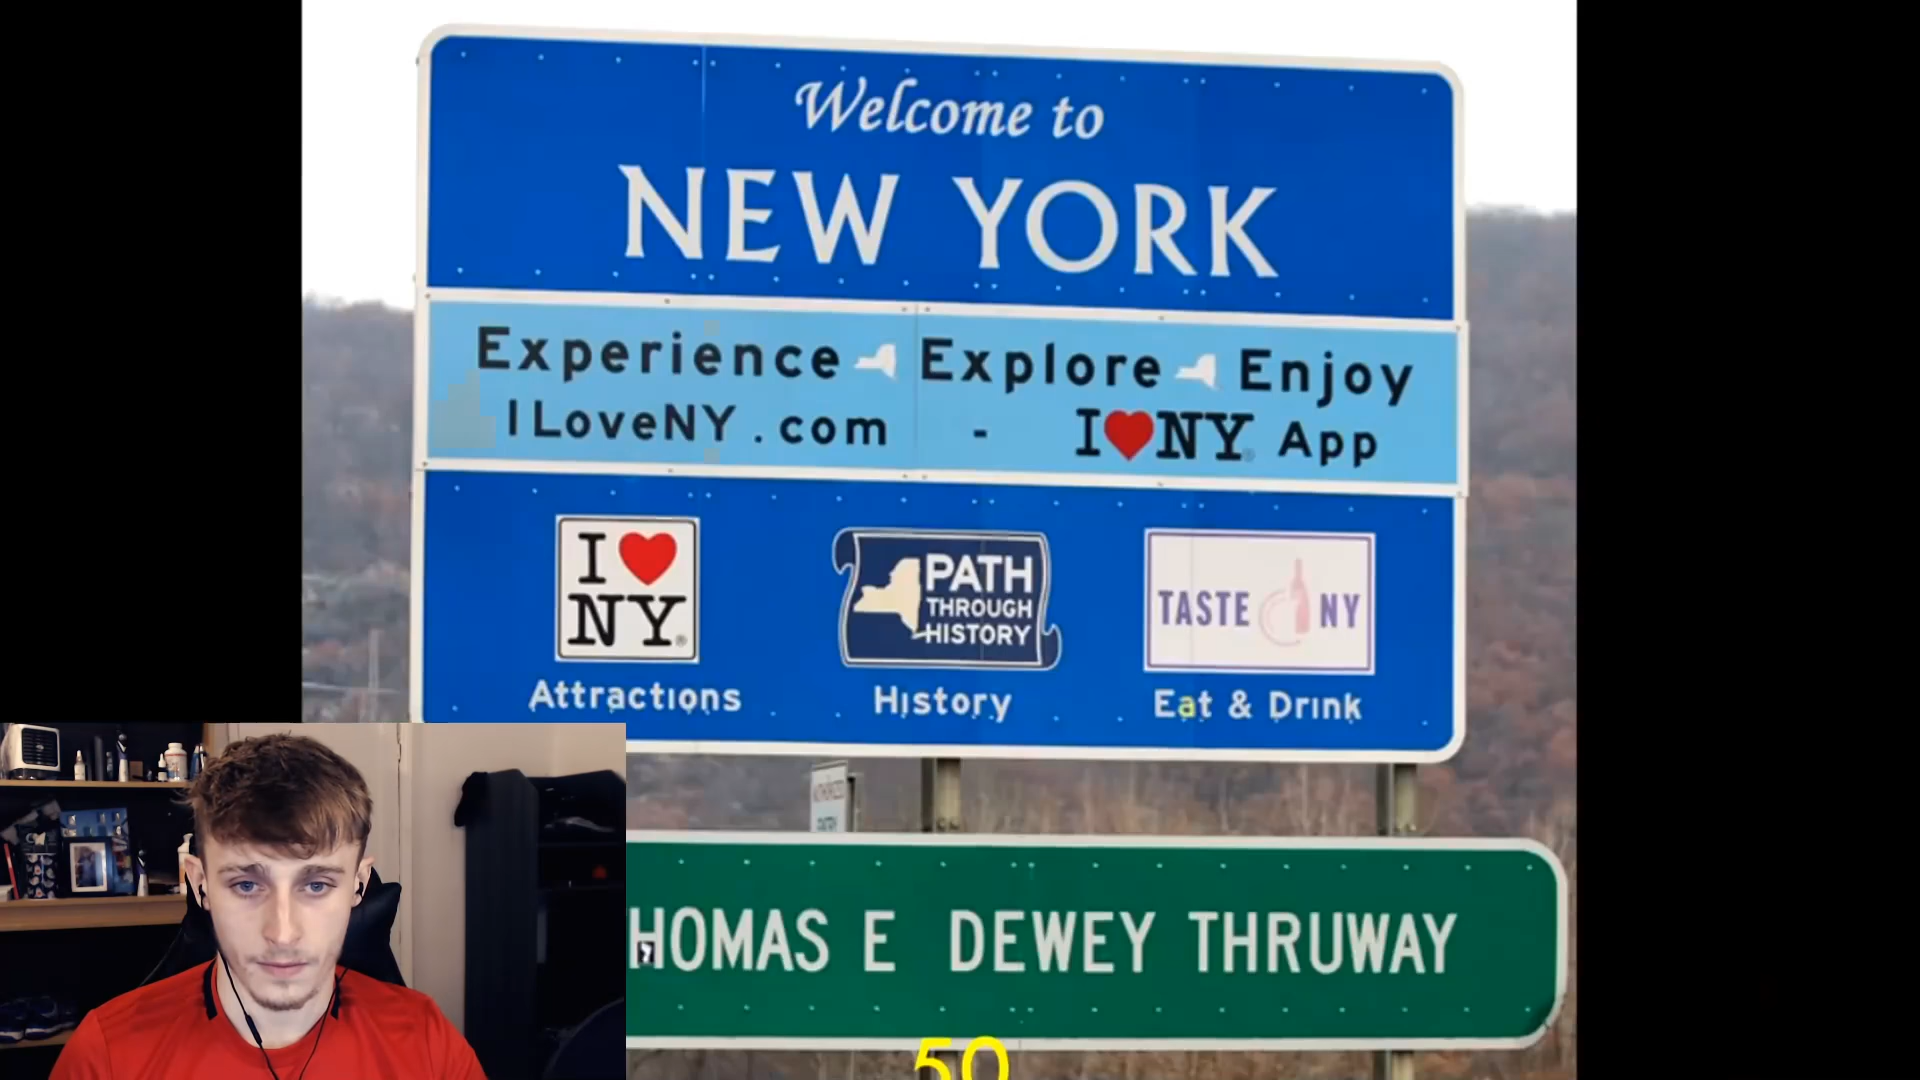 Welcome to
NEW YORK
Experience Explore Enjoy
ILoveNY.com - I❤NY® App
I❤
NY®
PATH
THROUGH
HISTORY
TASTE NY
Attractions History Eat & Drink
HOMAS E DEWEY THRUWAY
50